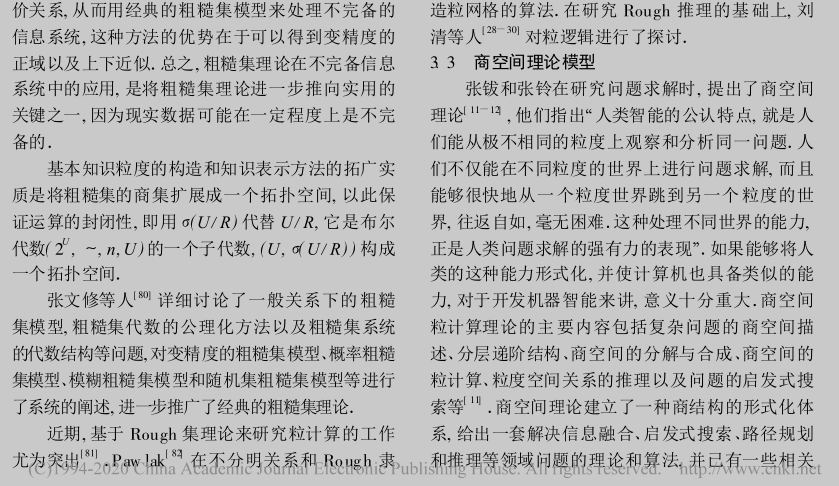 价关系, 从而用经典的粗糙集模型来处理不完备的
信息系统, 这种方法的优势在于可以得到变精度的
正域以及上下近似. 总之, 粗糙集理论在不完备信息
系统中的应用, 是将粗糙集理论进一步推向实用的
关键之一, 因为现实数据可能在一定程度上是不完
备的.
基本知识粒度的构造和知识表示方法的拓广实
质是将粗糙集的商集扩展成一个拓扑空间, 以此保
证运算的封闭性, 即用 σ(U/R) 代替 U/R, 它是布尔
代数( 2^U, ~, n, U) 的一个子代数, (U, σ(U/R)) 构成
一个拓扑空间.
张文修等人[80] 详细讨论了一般关系下的粗糙
集模型, 粗糙集代数的公理化方法以及粗糙集系统
的代数结构等问题, 对变精度的粗糙集模型、概率粗糙
集模型、模糊粗糙集模型和随机集粗糙集模型等进行
了系统的阐述, 进一步推广了经典的粗糙集理论.
近期, 基于 Rough 集理论来研究粒计算的工作
尤为突出[81]. Pawlak[82] 在不分明关系和 Rough 隶
造粒网格的算法. 在研究 Rough 推理的基础上, 刘
清等人[28-30] 对粒逻辑进行了探讨.
3. 3 商空间理论模型
张钹和张铃在研究问题求解时, 提出了商空间
理论[11-12], 他们指出“人类智能的公认特点, 就是人
们能从极不相同的粒度上观察和分析同一问题. 人
们不仅能在不同粒度的世界上进行问题求解, 而且
能够很快地从一个粒度世界跳到另一个粒度的世
界, 往返自如, 毫无困难. 这种处理不同世界的能力,
正是人类问题求解的强有力的表现”. 如果能够将人
类的这种能力形式化, 并使计算机也具备类似的能
力, 对于开发机器智能来讲, 意义十分重大. 商空间
粒计算理论的主要内容包括复杂问题的商空间描
述、分层递阶结构、商空间的分解与合成、商空间的
粒计算、粒度空间关系的推理以及问题的启发式搜
索等[11]. 商空间理论建立了一种商结构的形式化体
系, 给出一套解决信息融合、启发式搜索、路径规划
和推理等领域问题的理论和算法, 并已有一些相关
(C)1994-2020 China Academic Journal Electronic Publishing House. All rights reserved. http://www.cnki.net